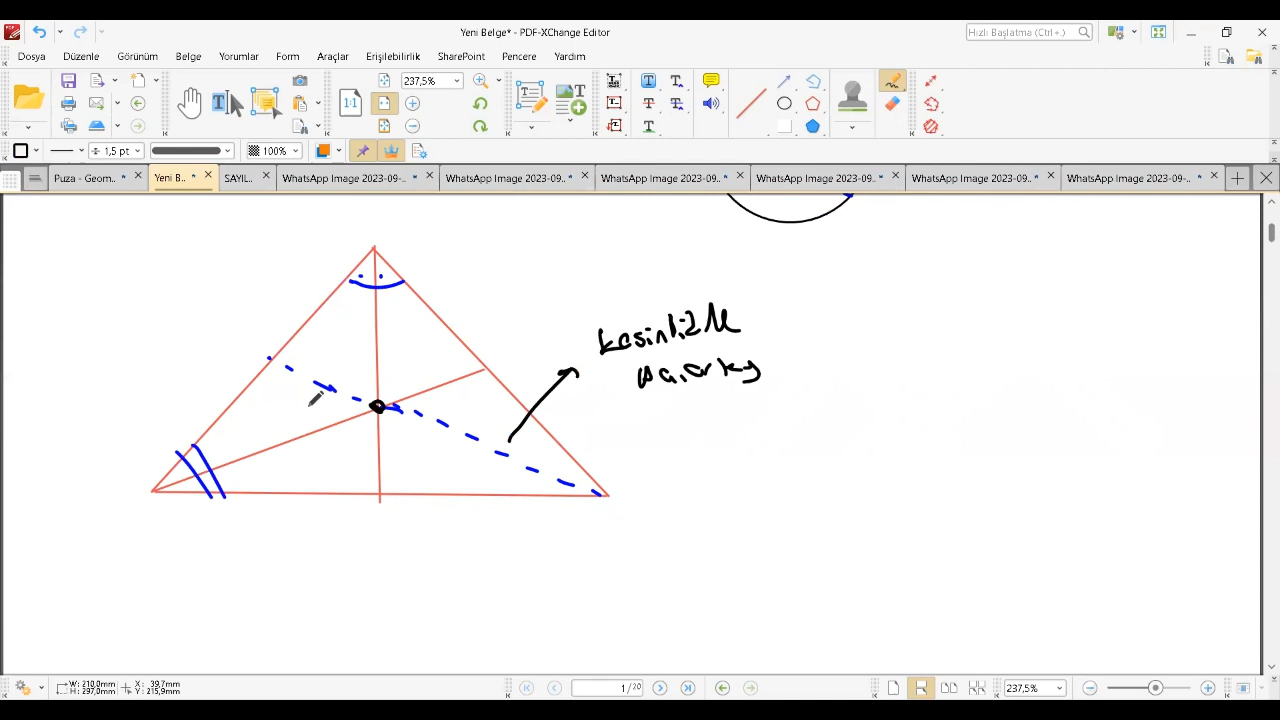 Yeni Belge* - PDF-XChange Editor
Hızlı Başlatma (Ctrl+.)
Dosya Düzenle Görünüm Belge Yorumlar Form Araçlar Erişilebilirlik SharePoint Pencere Yardım
237,5%
1,5 pt 100%
Puza - Geom.. * Yeni B.. * SAYIL.. WhatsApp Image 2023-09-.. * WhatsApp Image 2023-09.. * WhatsApp Image 2023-09.. * WhatsApp Image 2023-09.. * WhatsApp Image 2023-09.. * WhatsApp Image 2023-09-.. *
kesinlikle
W: 210,0mm X: 39,7mm
H: 297,0mm Y: 215,9mm
1 / 20
237,5%